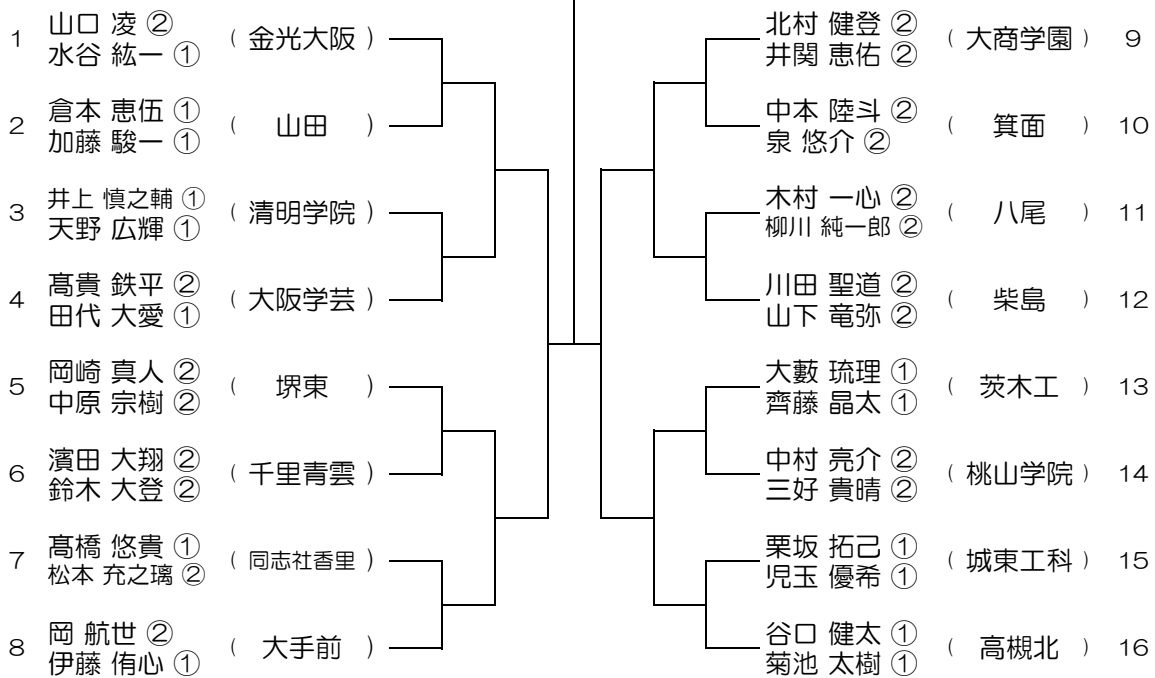 1 山口 凌 ② ( 金光大阪 )
水谷 紘一 ①
2 倉本 恵伍 ① ( 山田 )
加藤 駿一 ①
3 井上 慎之輔 ① ( 清明学院 )
天野 広輝 ①
4 髙貴 鉄平 ② ( 大阪学芸 )
田代 大愛 ①
5 岡崎 真人 ② ( 堺東 )
中原 宗樹 ②
6 濱田 大翔 ② ( 千里青雲 )
鈴木 大登 ②
7 髙橋 悠貴 ① ( 同志社香里 )
松本 充之璃 ②
8 岡 航世 ② ( 大手前 )
伊藤 侑心 ①
北村 健登 ② ( 大商学園 ) 9
井関 恵佑 ②
中本 陸斗 ② ( 箕面 ) 10
泉 悠介 ②
木村 一心 ② ( 八尾 ) 11
柳川 純一郎 ②
川田 聖道 ② ( 柴島 ) 12
山下 竜弥 ②
大藪 琉理 ① ( 茨木工 ) 13
齊藤 晶太 ①
中村 亮介 ② ( 桃山学院 ) 14
三好 貴晴 ②
栗坂 拓己 ① ( 城東工科 ) 15
児玉 優希 ①
谷口 健太 ① ( 高槻北 ) 16
菊池 太樹 ①